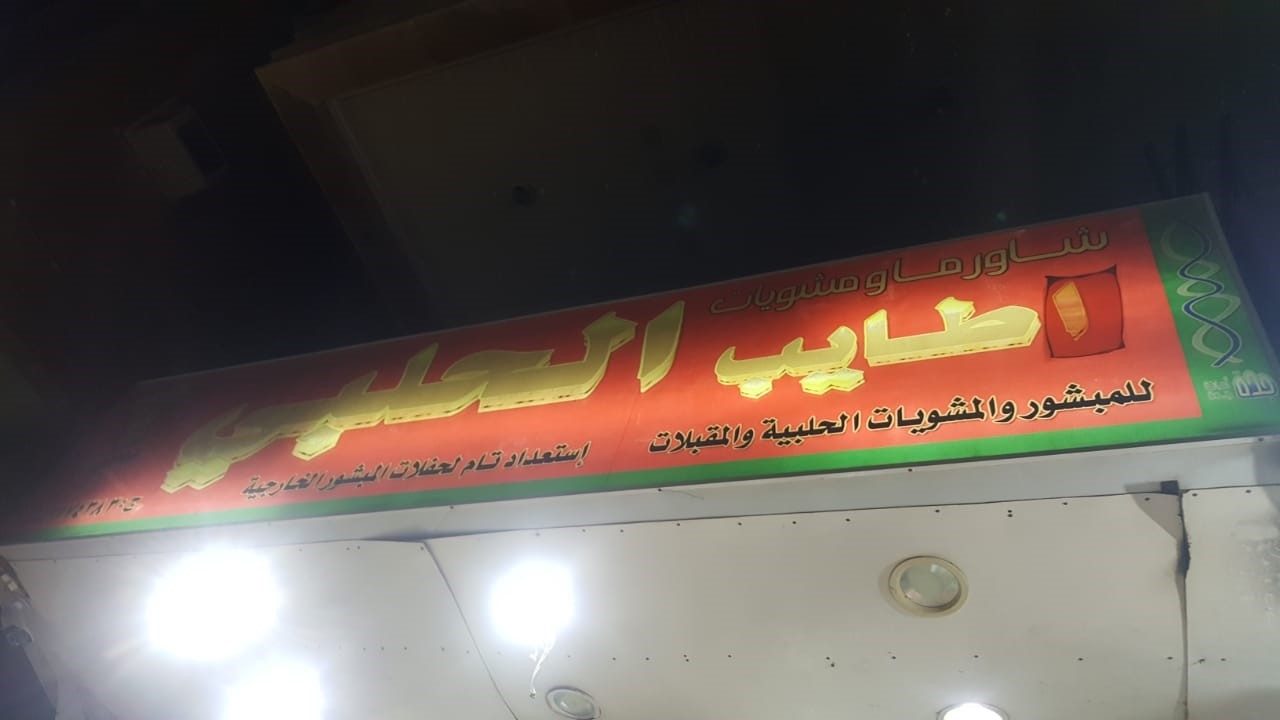 شاورما ومشويات
اطايب الحلبي
للمبشور والمشويات الحلبية والمقبلات
إستعداد تام لحفلات المبشور الخارجية